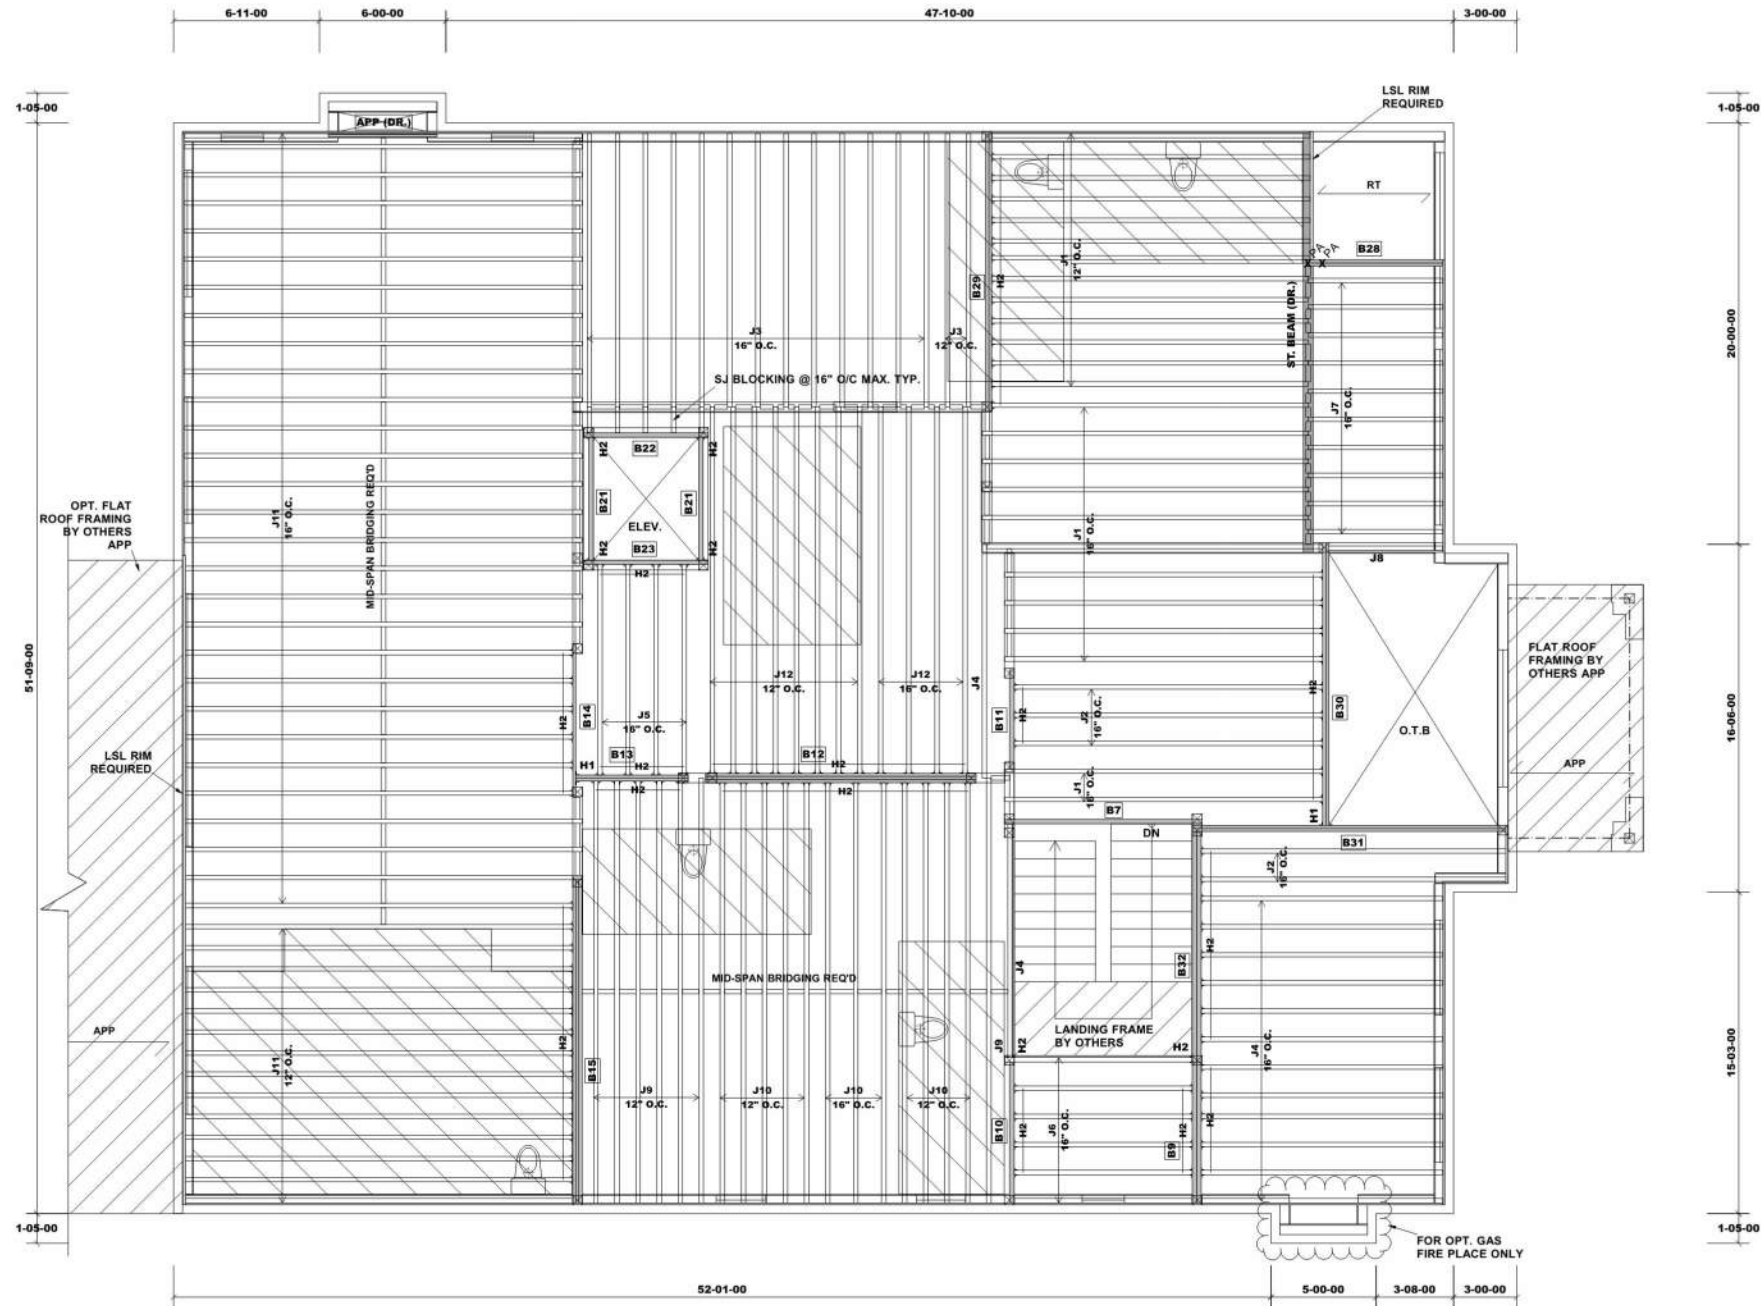 6-11-00
6-00-00
47-10-00
3-00-00
1-05-00
1-05-00
LSL RIM
REQUIRED
APP (DR.)
RT
PA
PA
B28
J1
12" O.C.
H2
B29
ST. BEAM (DR.)
20-00-00
J3
16" O.C.
J3
12" O.C.
SJ BLOCKING @ 16" O/C MAX. TYP.
J7
16" O.C.
H2
B22
H2
MID-SPAN BRIDGING REQ'D
J11
16" O.C.
B21
B21
ELEV.
H2
B23
H2
H2
OPT. FLAT
ROOF FRAMING
BY OTHERS
APP
J1
16" O.C.
J8
51-09-00
FLAT ROOF
FRAMING BY
OTHERS APP
J12
12" O.C.
J12
16" O.C.
J4
H2
B14
J5
16" O.C.
B11
H2
J2
16" O.C.
H2
B30
O.T.B
16-06-00
LSL RIM
REQUIRED
B13
B12
H1
H2
H2
H2
H2
APP
J1
16" O.C.
H1
B7
DN
B31
J2
16" O.C.
H2
MID-SPAN BRIDGING REQ'D
J4
B32
H2
APP
LANDING FRAME
BY OTHERS
H2
J9
H2
H2
J4
16" O.C.
15-03-00
J11
12" O.C.
B15
J9
12" O.C.
J10
12" O.C.
J10
16" O.C.
J10
12" O.C.
B10
H2
J6
16" O.C.
H2
B9
H2
1-05-00
1-05-00
FOR OPT. GAS
FIRE PLACE ONLY
52-01-00
5-00-00
3-08-00
3-00-00